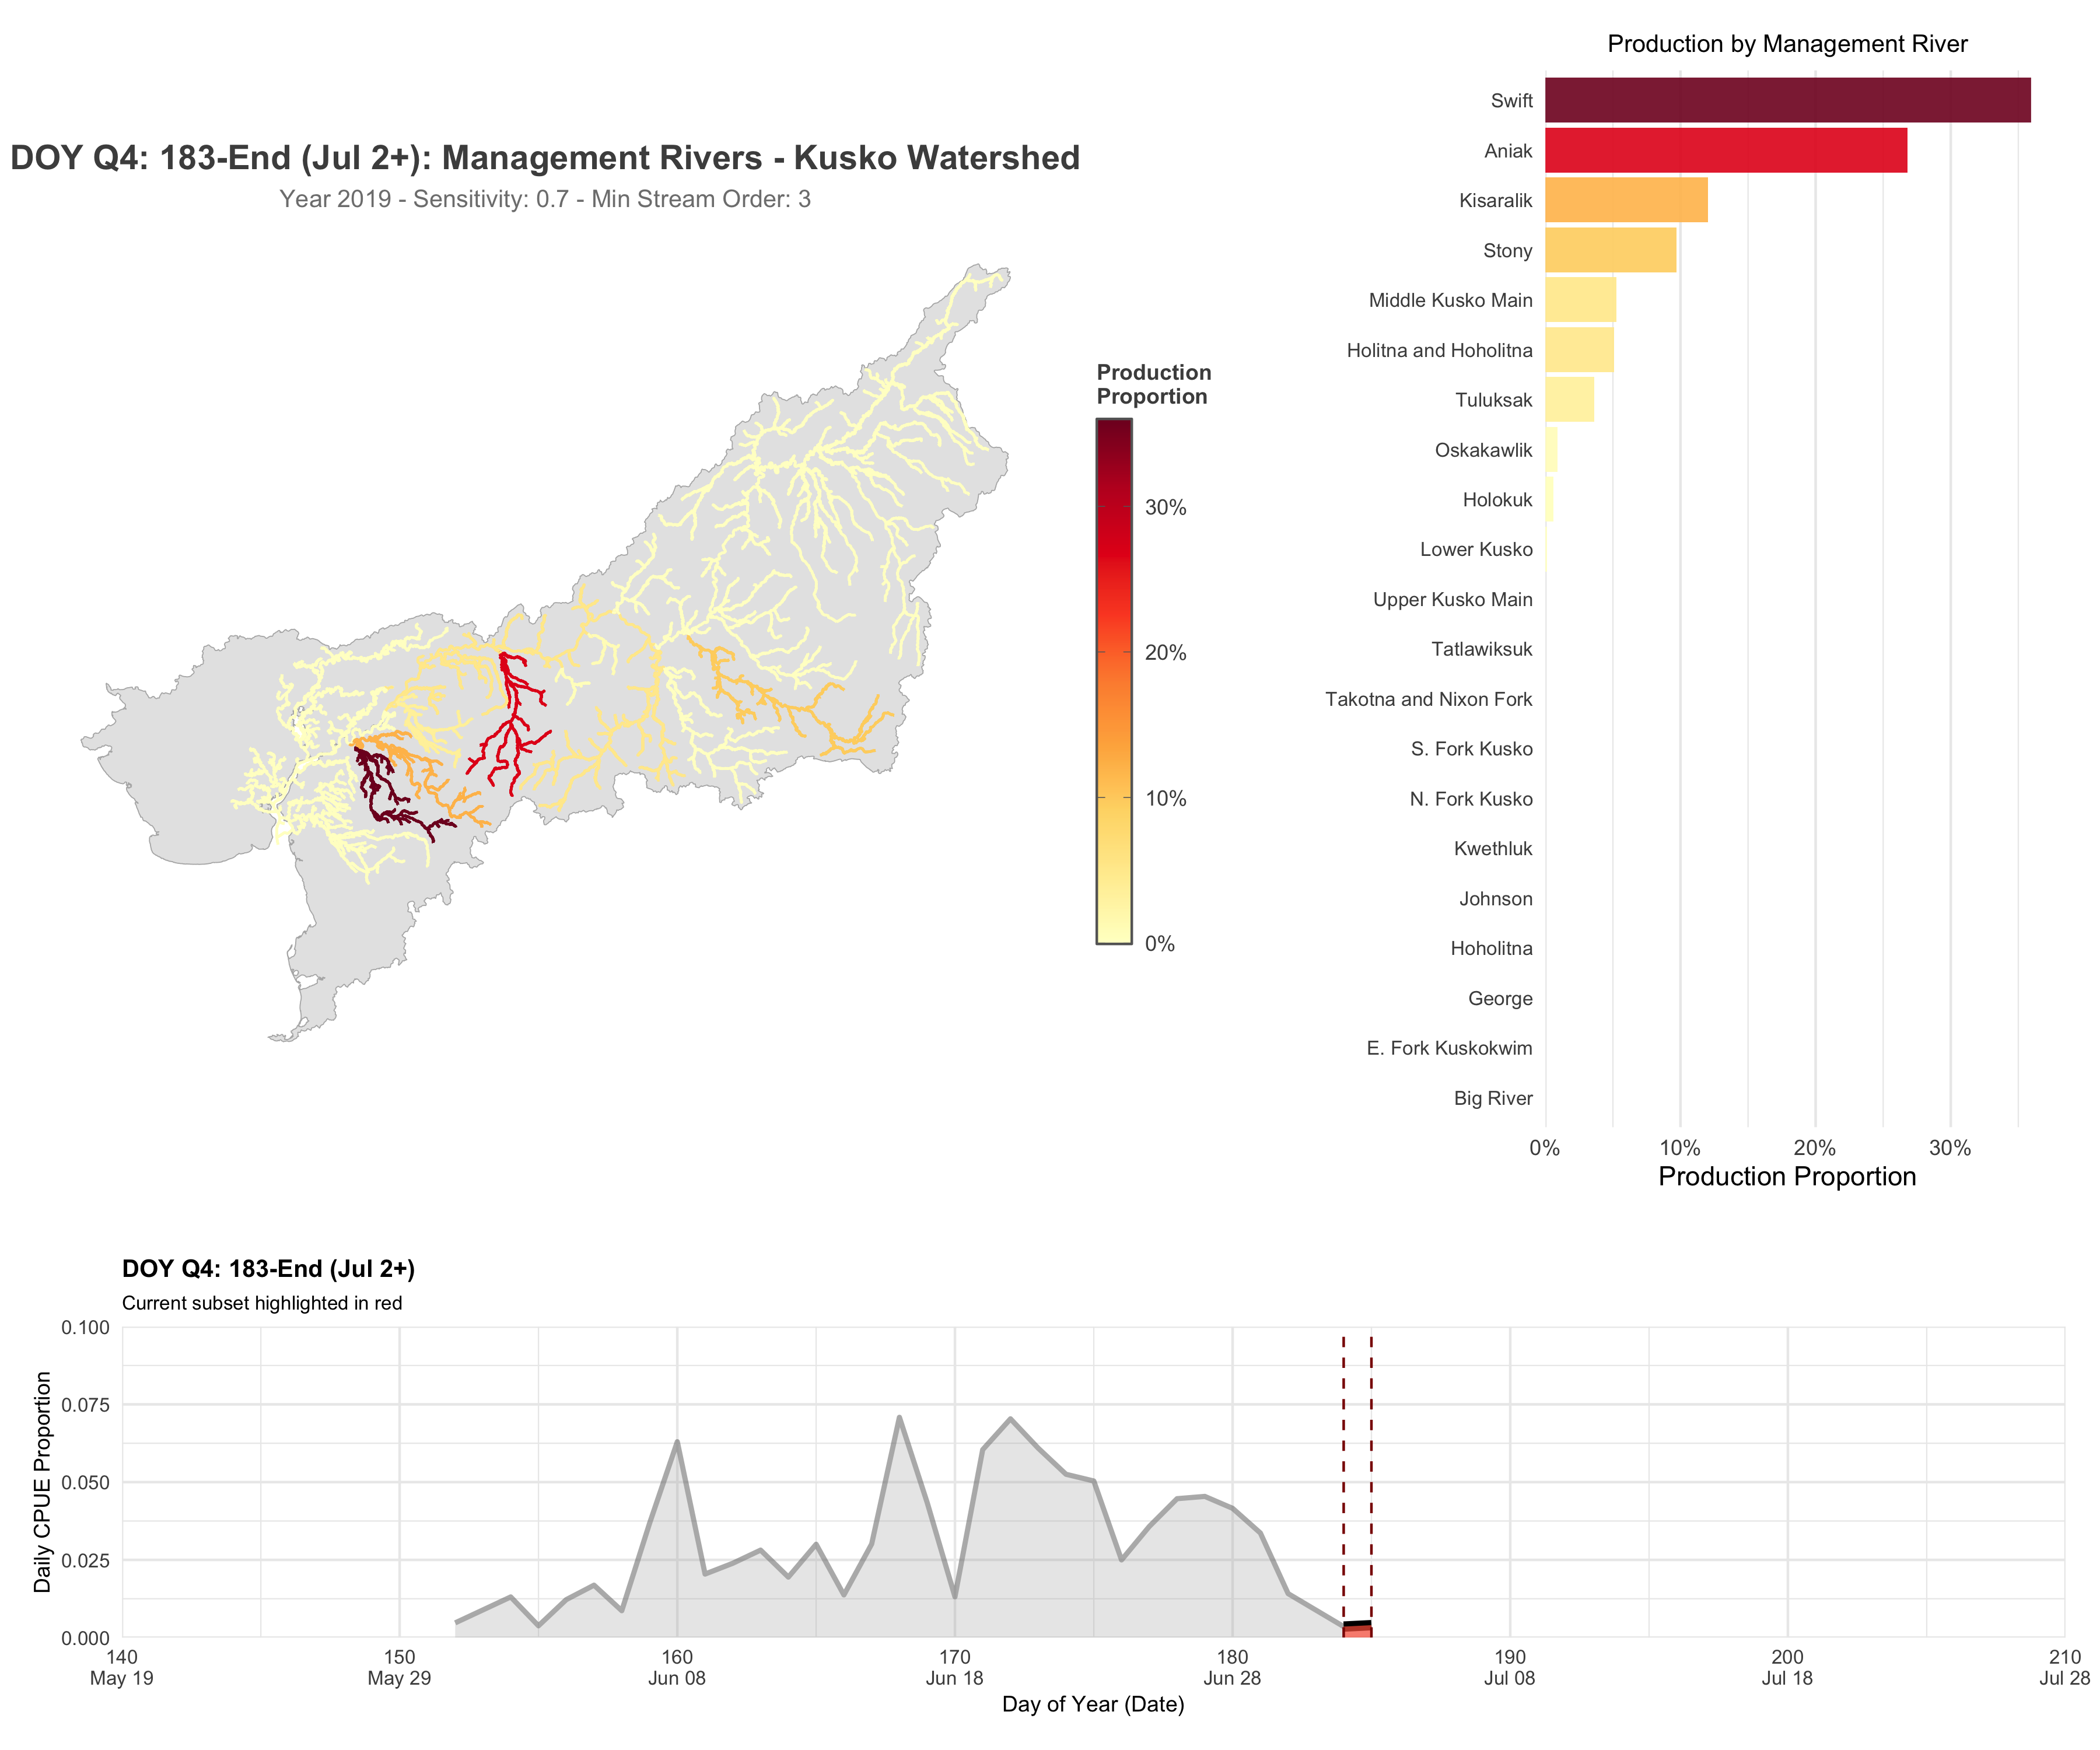 DOY Q4: 183-End (Jul 2+): Management Rivers - Kusko Watershed
Year 2019 - Sensitivity: 0.7 - Min Stream Order: 3
Production
Proportion
30%
20%
10%
0%
Production by Management River
Swift
Aniak
Kisaralik
Stony
Middle Kusko Main
Holitna and Hoholitna
Tuluksak
Oskakawlik
Holokuk
Lower Kusko
Upper Kusko Main
Tatlawiksuk
Takotna and Nixon Fork
S. Fork Kusko
N. Fork Kusko
Kwethluk
Johnson
Hoholitna
George
E. Fork Kuskokwim
Big River
0% 10% 20% 30%
Production Proportion
DOY Q4: 183-End (Jul 2+)
Current subset highlighted in red
Daily CPUE Proportion
0.100
0.075
0.050
0.025
0.000
140 150 160 170 180 190 200 210
May 19 May 29 Jun 08 Jun 18 Jun 28 Jul 08 Jul 18 Jul 28
Day of Year (Date)